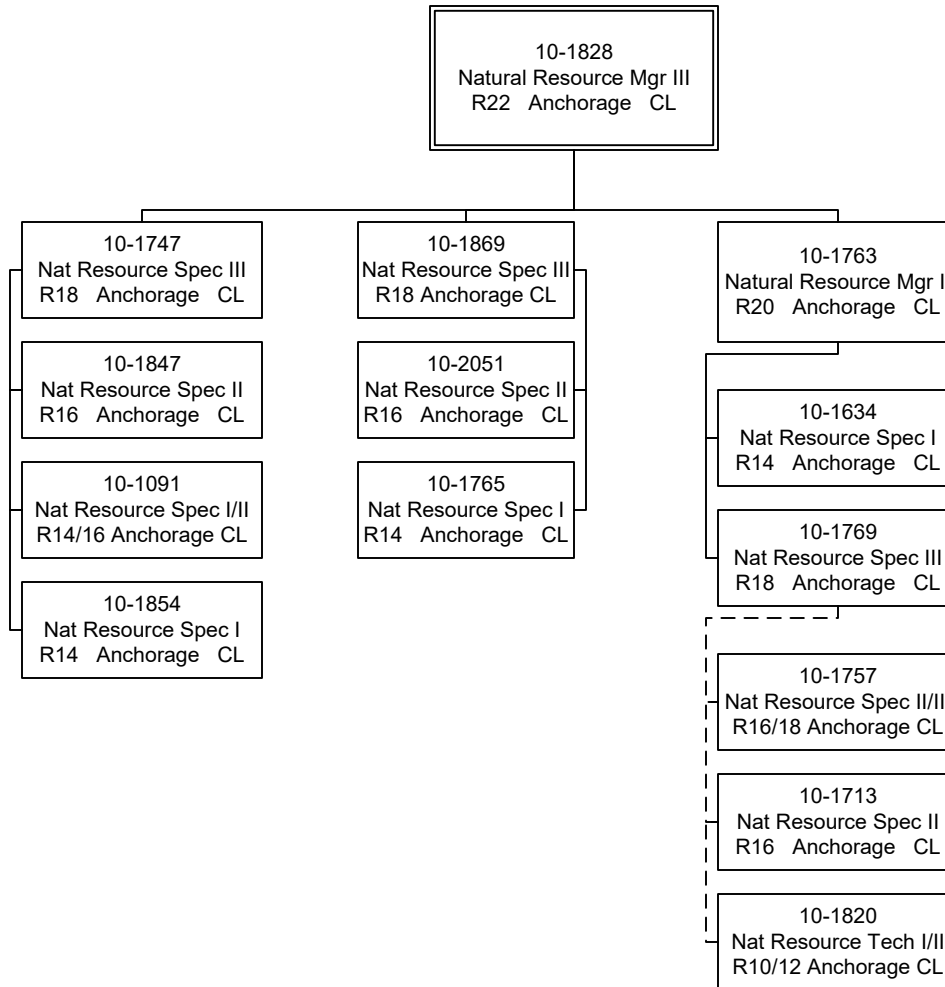 10-1828
Natural Resource Mgr III
R22 Anchorage CL
10-1747
Nat Resource Spec III
R18 Anchorage CL
10-1847
Nat Resource Spec II
R16 Anchorage CL
10-1091
Nat Resource Spec I/II
R14/16 Anchorage CL
10-1854
Nat Resource Spec I
R14 Anchorage CL
10-1869
Nat Resource Spec III
R18 Anchorage CL
10-2051
Nat Resource Spec II
R16 Anchorage CL
10-1765
Nat Resource Spec I
R14 Anchorage CL
10-1763
Natural Resource Mgr I
R20 Anchorage CL
10-1634
Nat Resource Spec I
R14 Anchorage CL
10-1769
Nat Resource Spec III
R18 Anchorage CL
10-1757
Nat Resource Spec II/II
R16/18 Anchorage CL
10-1713
Nat Resource Spec II
R16 Anchorage CL
10-1820
Nat Resource Tech I/II
R10/12 Anchorage CL